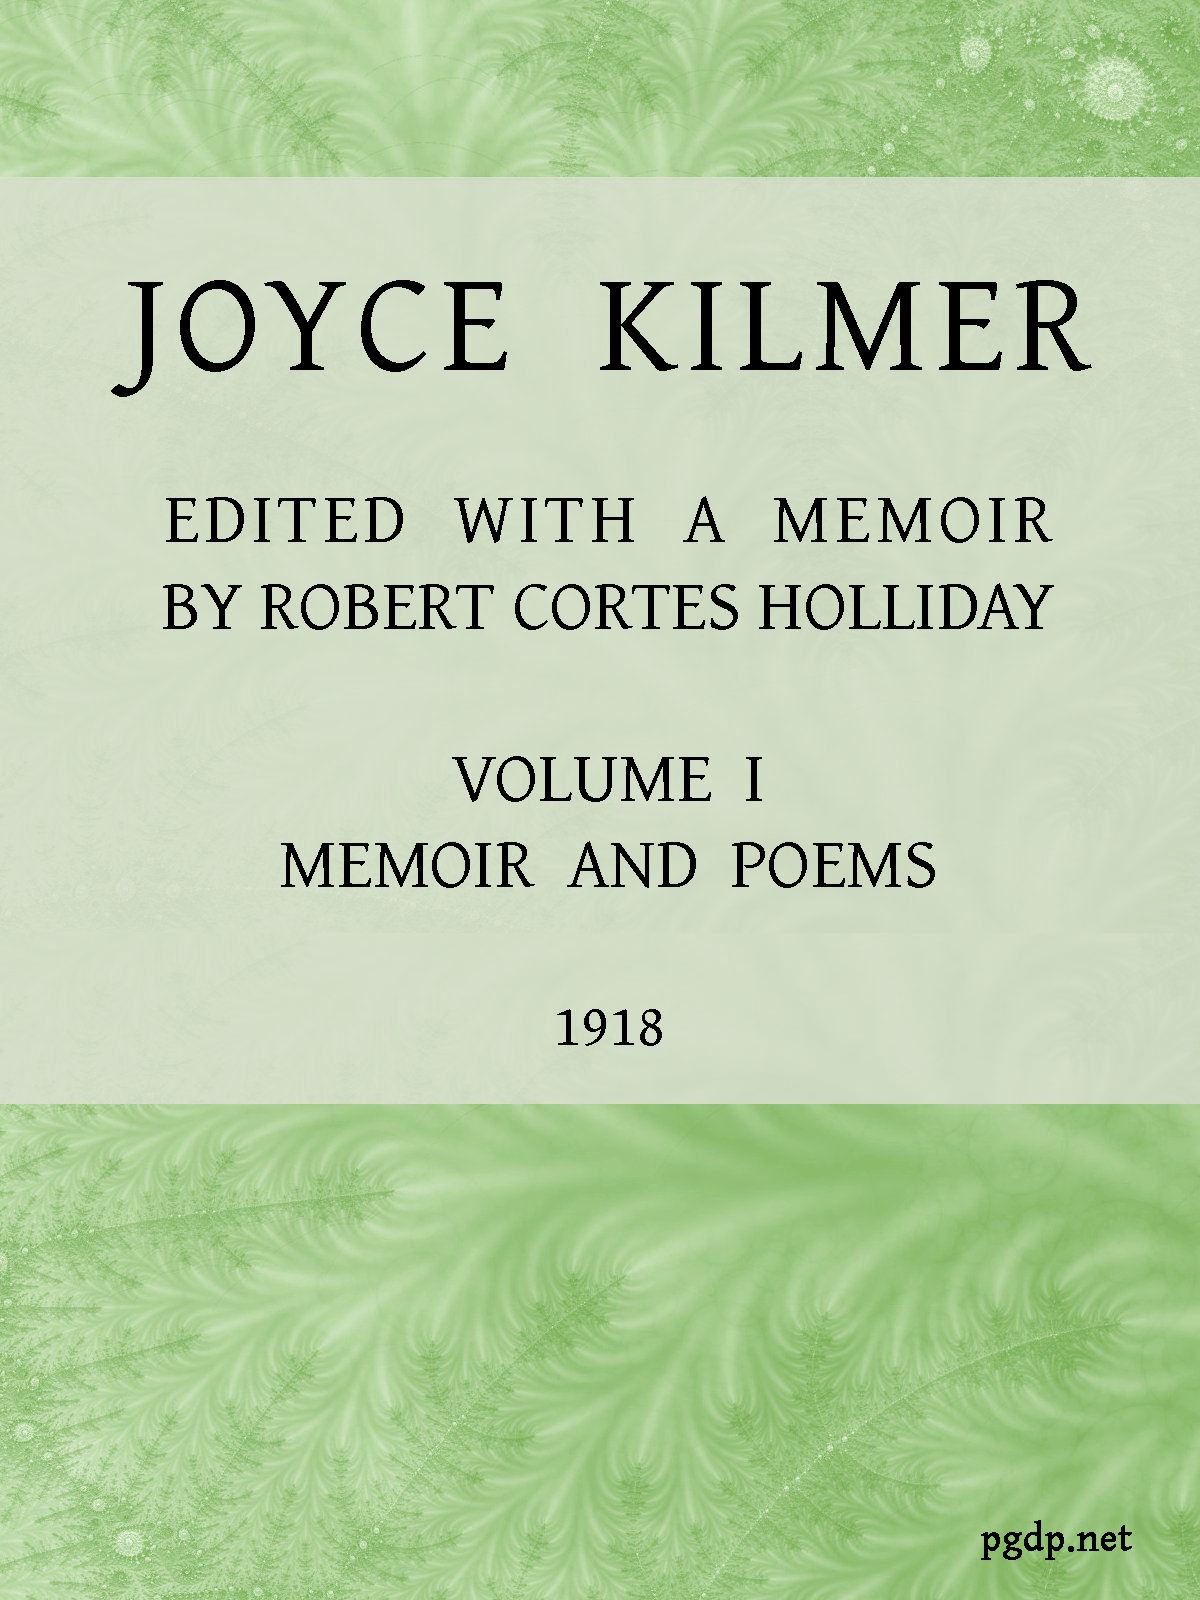 JOYCE KILMER
EDITED WITH A MEMOIR
BY ROBERT CORTES HOLLIDAY
VOLUME I
MEMOIR AND POEMS
1918
pgdp.net